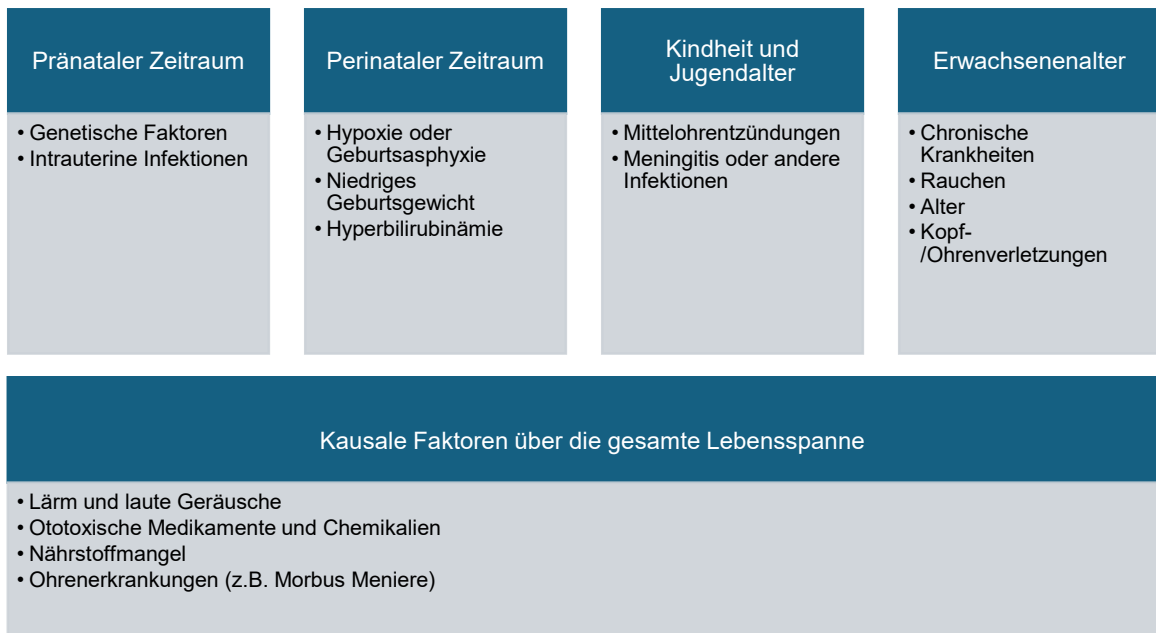 Pränataler Zeitraum
• Genetische Faktoren
• Intrauterine Infektionen
Perinataler Zeitraum
• Hypoxie oder
Geburtsasphyxie
• Niedriges
Geburtsgewicht
• Hyperbilirubinämie
Kindheit und
Jugendalter
• Mittelohrentzündungen
• Meningitis oder andere
Infektionen
Erwachsenenalter
• Chronische
Krankheiten
• Rauchen
• Alter
• Kopf-
/Ohrenverletzungen
Kausale Faktoren über die gesamte Lebensspanne
• Lärm und laute Geräusche
• Ototoxische Medikamente und Chemikalien
• Nährstoffmangel
• Ohrenerkrankungen (z.B. Morbus Meniere)